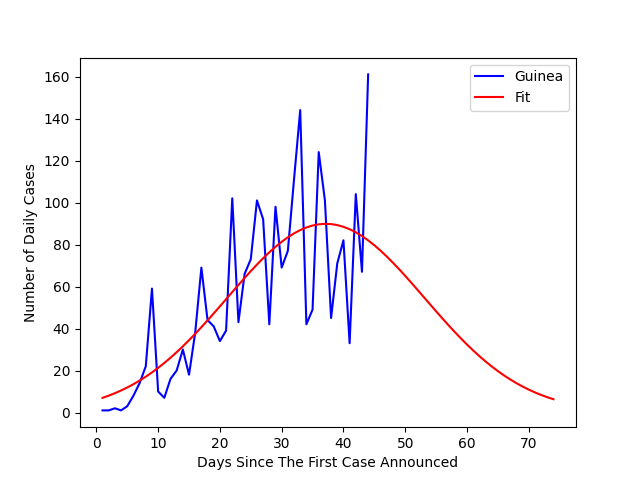 Guinea
Fit
Number of Daily Cases
160
140
120
100
80
60
40
20
0
0 10 20 30 40 50 60 70
Days Since The First Case Announced